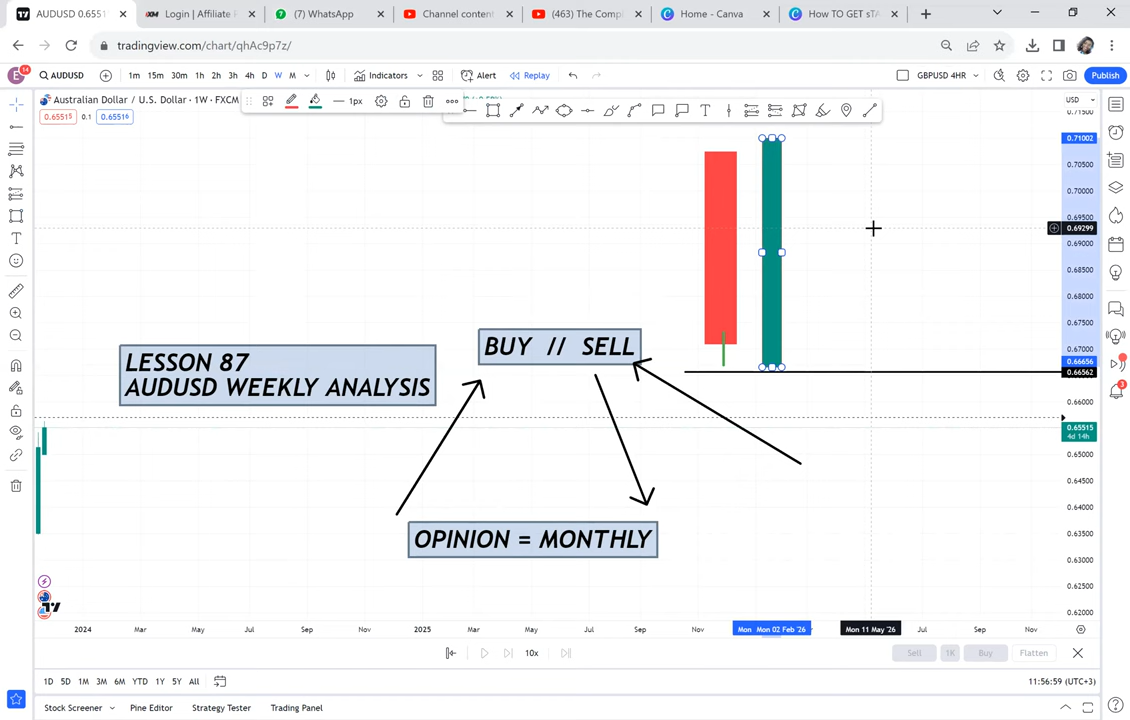 AUDUSD 0.6551
Login | Affiliate P
(7) WhatsApp
Channel content
(463) The Comp
Home - Canva
How TO GET sTA
tradingview.com/chart/qhAc9p7z/
E 14
AUDUSD
1m 15m 30m 1h 2h 3h 4h D W M
Indicators
Alert
Replay
GBPUSD 4HR
Publish
Australian Dollar / U.S. Dollar · 1W · FXCM
1px
USD
0.65515
0.1
0.65516
0.71500
0.71002
0.70500
0.70000
0.69500
0.69299
0.69000
0.68500
0.68000
0.67500
0.67000
0.66656
0.66562
0.66000
0.65515
4d 14h
0.65000
0.64500
0.64000
0.63500
0.63000
0.62500
0.62000
BUY // SELL
LESSON 87
AUDUSD WEEKLY ANALYSIS
OPINION = MONTHLY
2024 Mar May Jul Sep Nov 2025 Mar May Jul Sep Nov Mon Mon 02 Feb '26 Mon 11 May '26 Jul Sep Nov
10x
Sell 1K Buy Flatten
1D 5D 1M 3M 6M YTD 1Y 5Y All
11:56:59 (UTC+3)
Stock Screener Pine Editor Strategy Tester Trading Panel